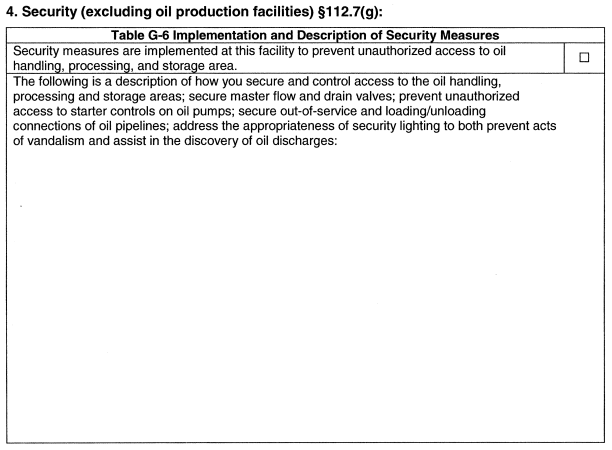 4. Security (excluding oil production facilities) §112.7(g):
Table G-6 Implementation and Description of Security Measures
Security measures are implemented at this facility to prevent unauthorized access to oil
handling, processing, and storage area.
☐
The following is a description of how you secure and control access to the oil handling,
processing and storage areas; secure master flow and drain valves; prevent unauthorized
access to starter controls on oil pumps; secure out-of-service and loading/unloading
connections of oil pipelines; address the appropriateness of security lighting to both prevent acts
of vandalism and assist in the discovery of oil discharges: